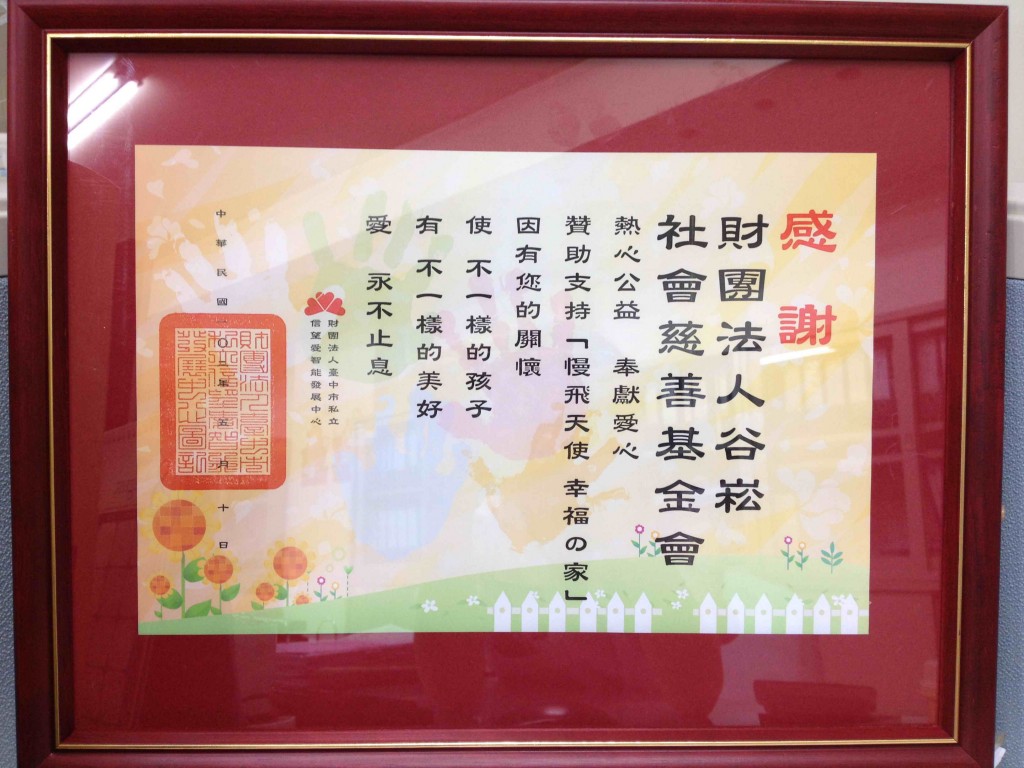 感謝
財團法人谷崧
社會慈善基金會
熱心公益 奉獻愛心
贊助支持「慢飛天使 幸福の家」
因有您的關懷
使 不一樣的孩子
有 不一樣的美好
愛 永不止息
財團法人臺中市私立
信望愛智能發展中心